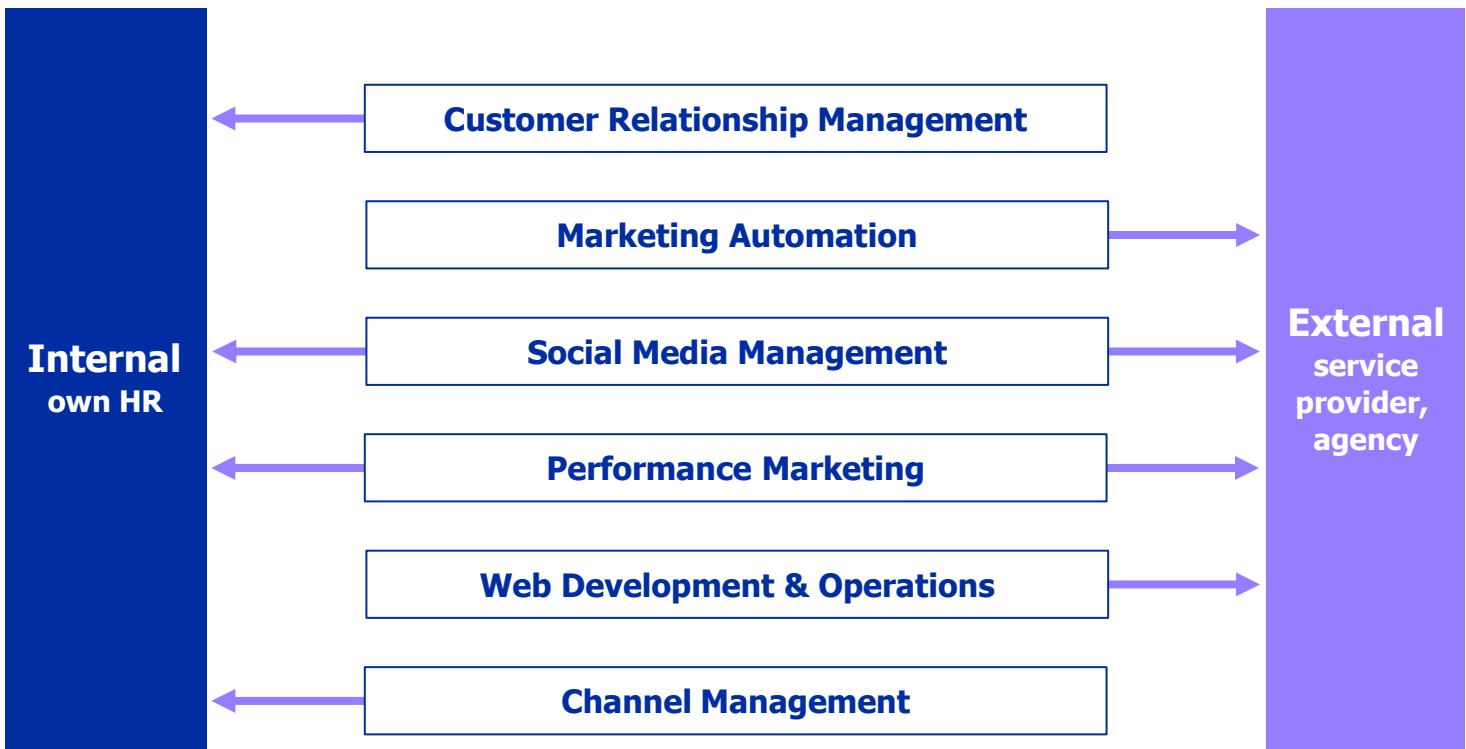 Internal
own HR
Customer Relationship Management
Marketing Automation
Social Media Management
Performance Marketing
Web Development & Operations
Channel Management
External
service
provider,
agency